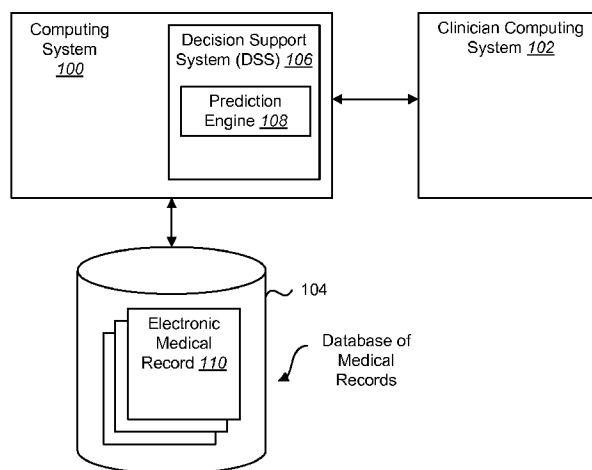 Computing
System
100
Decision Support
System (DSS) 106
Prediction
Engine 108
Clinician Computing
System 102
104
Electronic
Medical
Record 110
Database of
Medical
Records